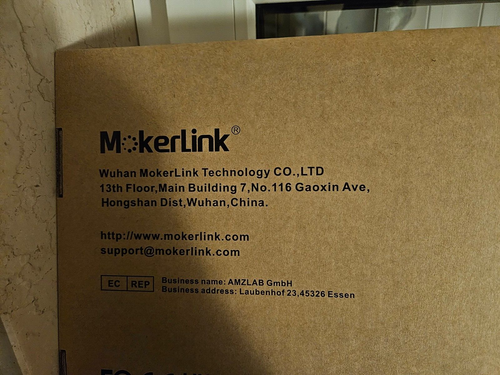 MokerLink®
Wuhan MokerLink Technology CO.,LTD
13th Floor,Main Building 7,No.116 Gaoxin Ave,
Hongshan Dist,Wuhan,China.
http://www.mokerlink.com
support@mokerlink.com
EC REP
Business name: AMZLAB GmbH
Business address: Laubenhof 23,45326 Essen